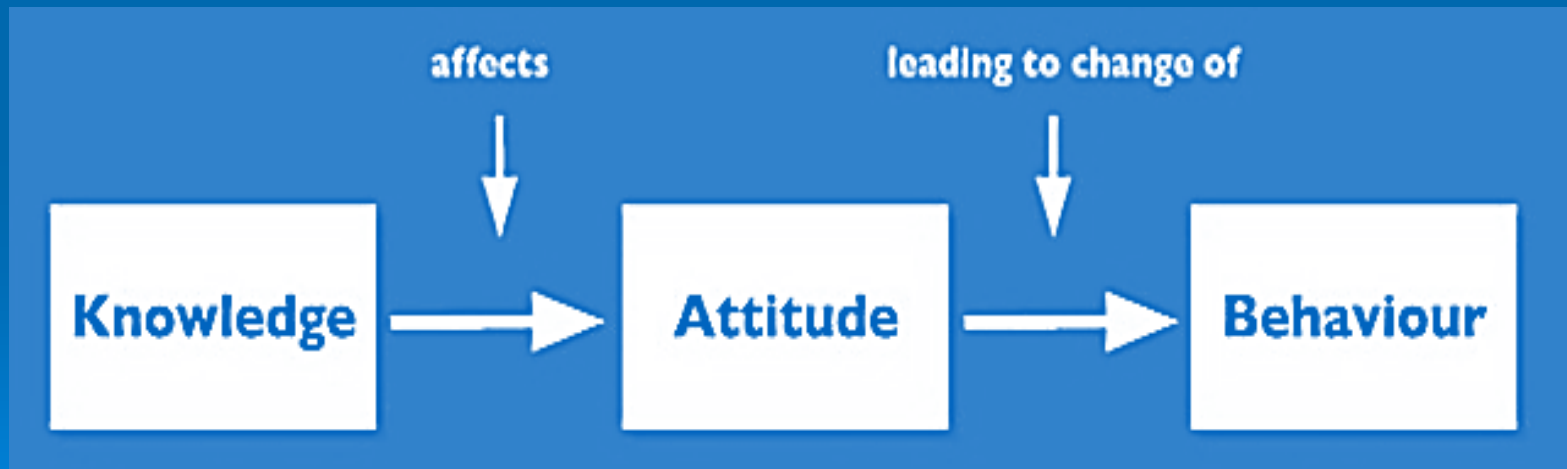 affects
leading to change of
Knowledge
Attitude
Behaviour